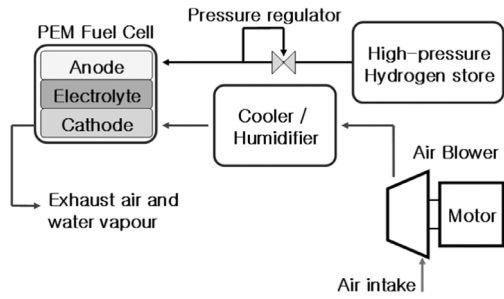 Pressure regulator
PEM Fuel Cell
Anode
Electrolyte
Cathode
High-pressure
Hydrogen store
Cooler /
Humidifier
Air Blower
Motor
Exhaust air and
water vapour
Air intake